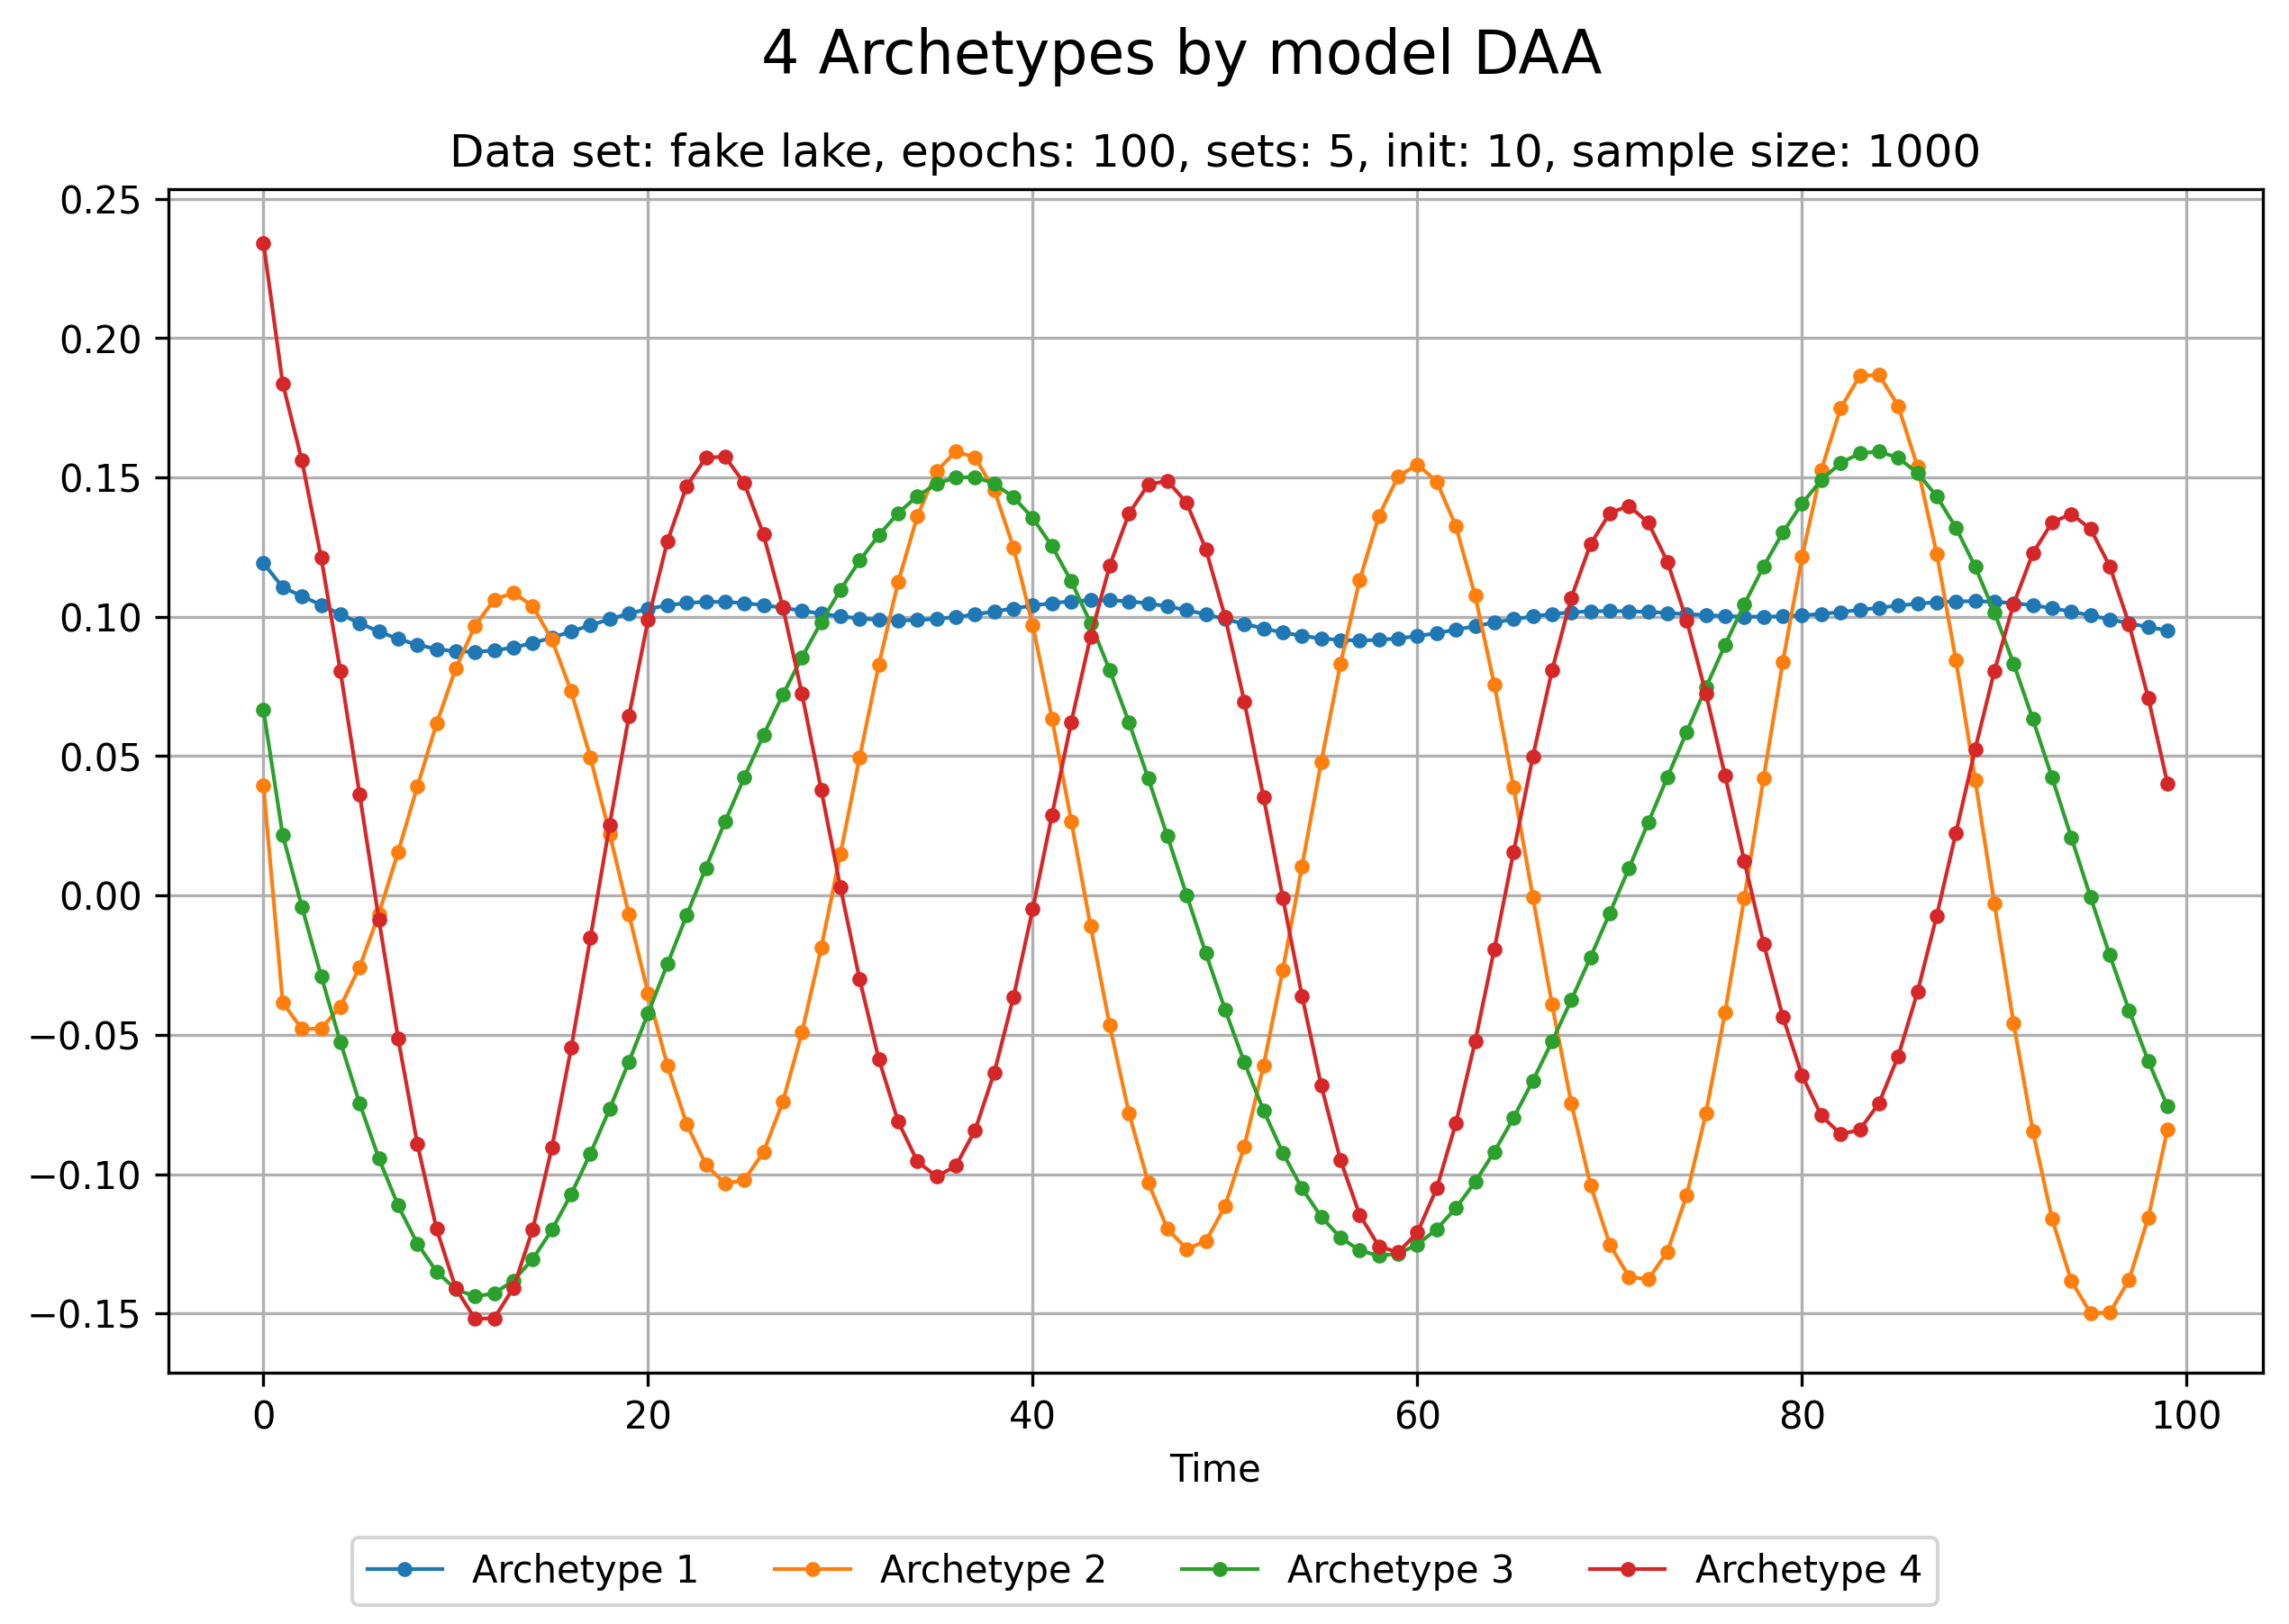 4 Archetypes by model DAA
Data set: fake lake, epochs: 100, sets: 5, init: 10, sample size: 1000
0.25
0.20
0.15
0.10
0.05
0.00
−0.05
−0.10
−0.15
0 20 40 60 80 100
Time
Archetype 1 Archetype 2 Archetype 3 Archetype 4